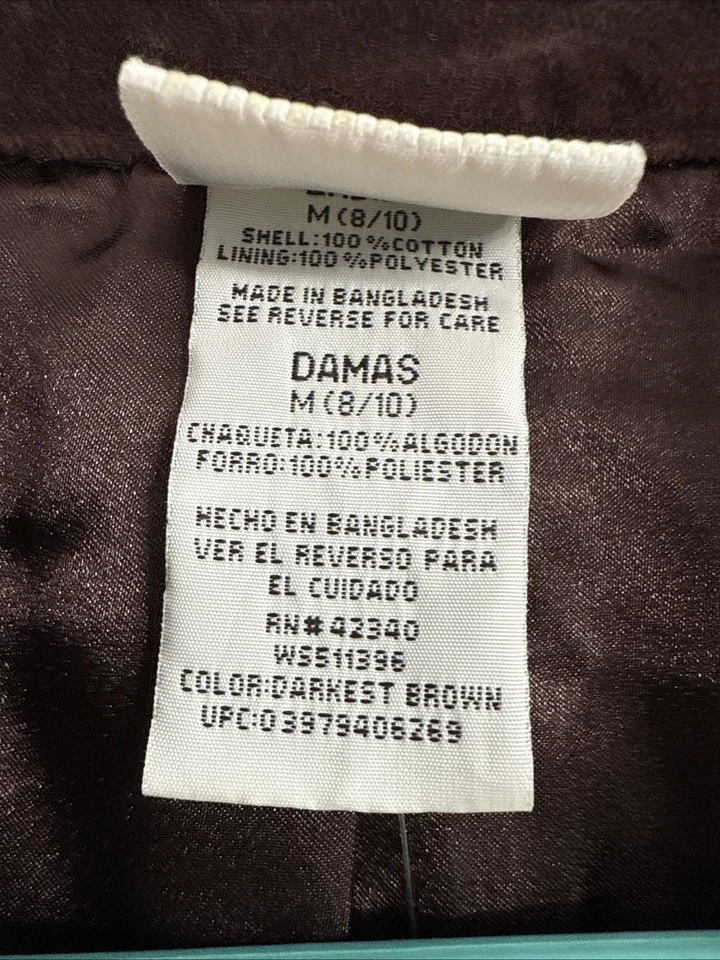 M (8/10)
SHELL:100%COTTON
LINING:100%POLYESTER
MADE IN BANGLADESH
SEE REVERSE FOR CARE
DAMAS
M (8/10)
CHAQUETA:100%ALGODON
FORRO:100%POLIESTER
HECHO EN BANGLADESH
VER EL REVERSO PARA
EL CUIDADO
RN#42340
WS511396
COLOR:DARKEST BROWN
UPC:03979406269